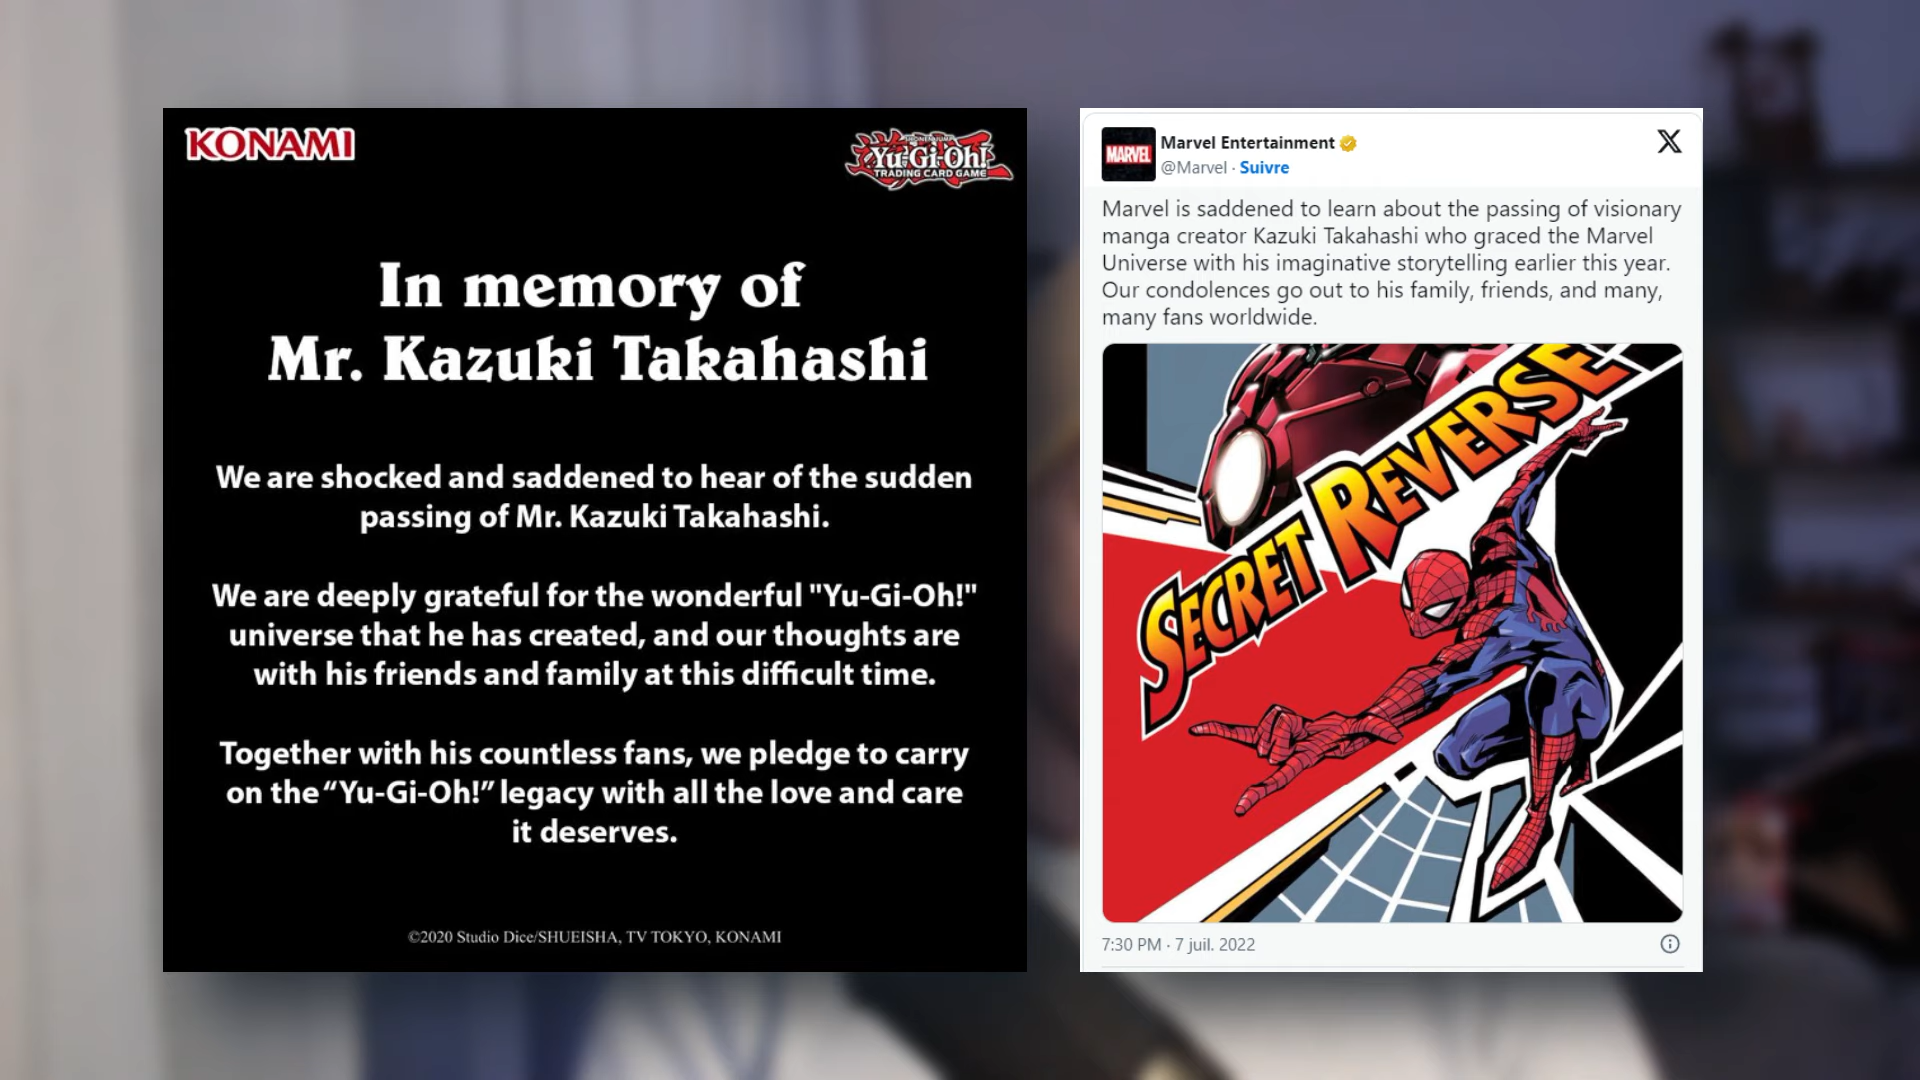 KONAMI
SHONEN JUMP
Yu-Gi-Oh!
TRADING CARD GAME
In memory of
Mr. Kazuki Takahashi
We are shocked and saddened to hear of the sudden
passing of Mr. Kazuki Takahashi.
We are deeply grateful for the wonderful "Yu-Gi-Oh!"
universe that he has created, and our thoughts are
with his friends and family at this difficult time.
Together with his countless fans, we pledge to carry
on the “Yu-Gi-Oh!” legacy with all the love and care
it deserves.
©2020 Studio Dice/SHUEISHA, TV TOKYO, KONAMI
MARVEL
Marvel Entertainment
@Marvel · Suivre
Marvel is saddened to learn about the passing of visionary
manga creator Kazuki Takahashi who graced the Marvel
Universe with his imaginative storytelling earlier this year.
Our condolences go out to his family, friends, and many,
many fans worldwide.
SECRET REVERSE
7:30 PM · 7 juil. 2022